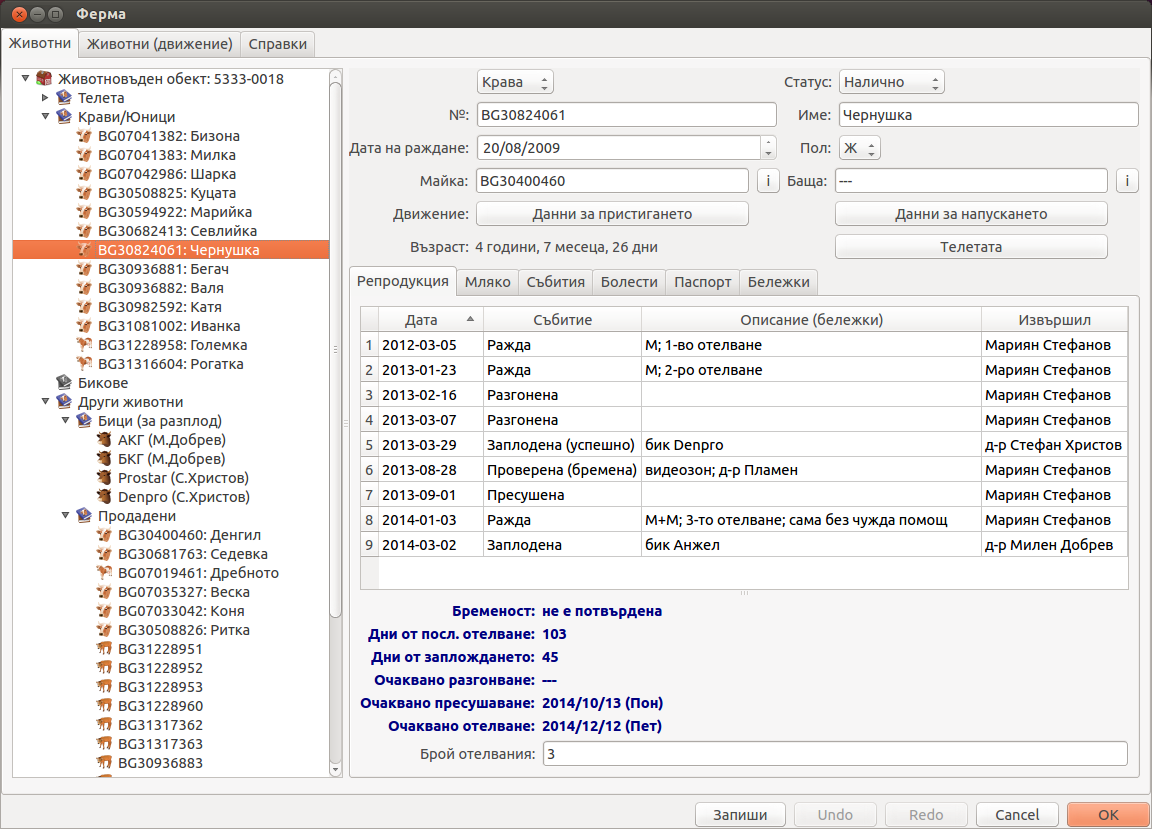 Ферма
Животни Животни (движение) Справки
Животновъден обект: 5333-0018
Телета
Крави/Юници
BG07041382: Бизона
BG07041383: Милка
BG07042986: Шарка
BG30508825: Куцата
BG30594922: Марийка
BG30682413: Севлийка
BG30824061: Чернушка
BG30936881: Бегач
BG30936882: Валя
BG30982592: Катя
BG31081002: Иванка
BG31228958: Големка
BG31316604: Рогатка
Бикове
Други животни
Бици (за разплод)
АКГ (М.Добрев)
БКГ (М.Добрев)
Prostar (С.Христов)
Denpro (С.Христов)
Продадени
BG30400460: Денгил
BG30681763: Седевка
BG07019461: Дребното
BG07035327: Веска
BG07033042: Коня
BG30508826: Ритка
BG31228951
BG31228952
BG31228953
BG31228960
BG31317362
BG31317363
BG30936883
Крава Статус: Налично
№: BG30824061 Име: Чернушка
Дата на раждане: 20/08/2009 Пол: Ж
Майка: BG30400460 i Баща: --- i
Движение: Данни за пристигането Данни за напускането
Възраст: 4 години, 7 месеца, 26 дни Телетата
Репродукция Мляко Събития Болести Паспорт Бележки
Дата Събитие Описание (бележки) Извършил
1 2012-03-05 Ражда М; 1-во отелване Мариян Стефанов
2 2013-01-23 Ражда М; 2-ро отелване Мариян Стефанов
3 2013-02-16 Разгонена Мариян Стефанов
4 2013-03-07 Разгонена Мариян Стефанов
5 2013-03-29 Заплодена (успешно) бик Denpro д-р Стефан Христов
6 2013-08-28 Проверена (бремена) видеозон; д-р Пламен Мариян Стефанов
7 2013-09-01 Пресушена Мариян Стефанов
8 2014-01-03 Ражда М+М; 3-то отелване; сама без чужда помощ Мариян Стефанов
9 2014-03-02 Заплодена бик Анжел д-р Милен Добрев
Бременост: не е потвърдена
Дни от посл. отелване: 103
Дни от заплождането: 45
Очаквано разгонване: ---
Очаквано пресушаване: 2014/10/13 (Пон)
Очаквано отелване: 2014/12/12 (Пет)
Брой отелвания: 3
Запиши Undo Redo Cancel OK